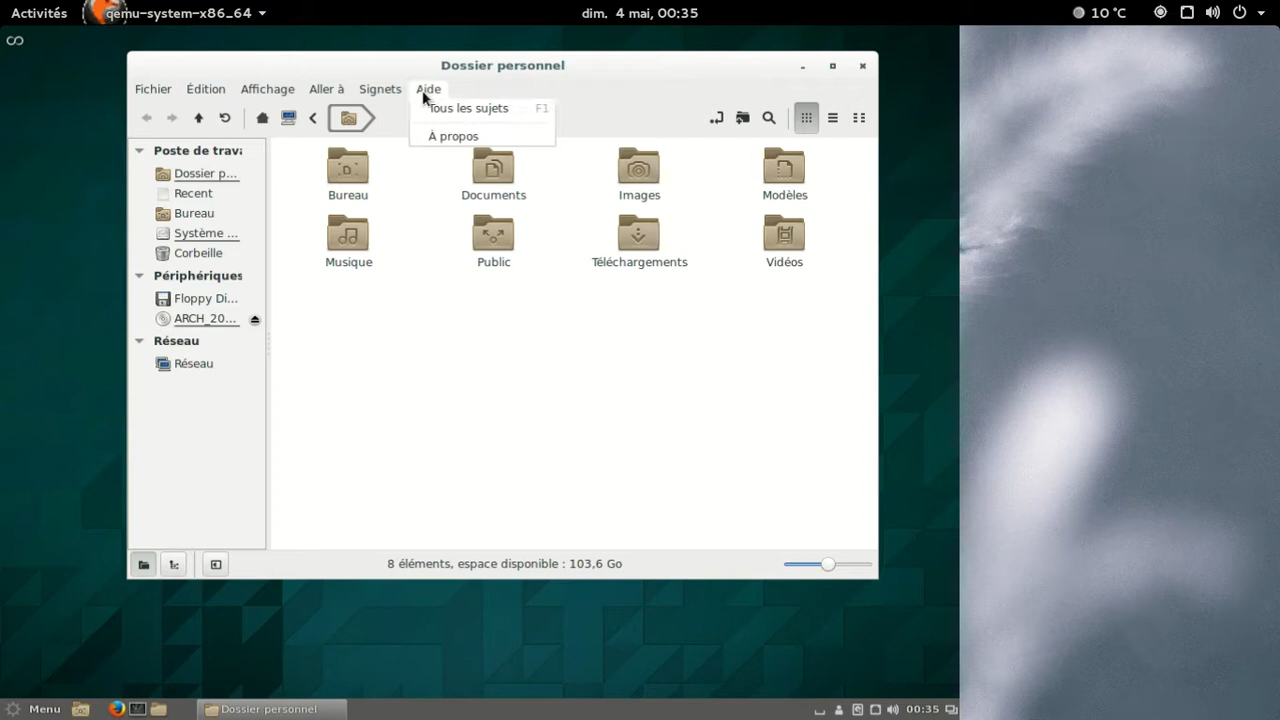 Activités qemu-system-x86_64 dim. 4 mai, 00:35 10 °C
Dossier personnel
Fichier Édition Affichage Aller à Signets Aide
Tous les sujets F1
À propos
Poste de trava
Dossier p...
Recent
Bureau
Système ...
Corbeille
Périphériques
Floppy Di...
ARCH_20...
Réseau
Réseau
Bureau Documents Images Modèles
Musique Public Téléchargements Vidéos
8 éléments, espace disponible : 103,6 Go
Menu Dossier personnel 00:35